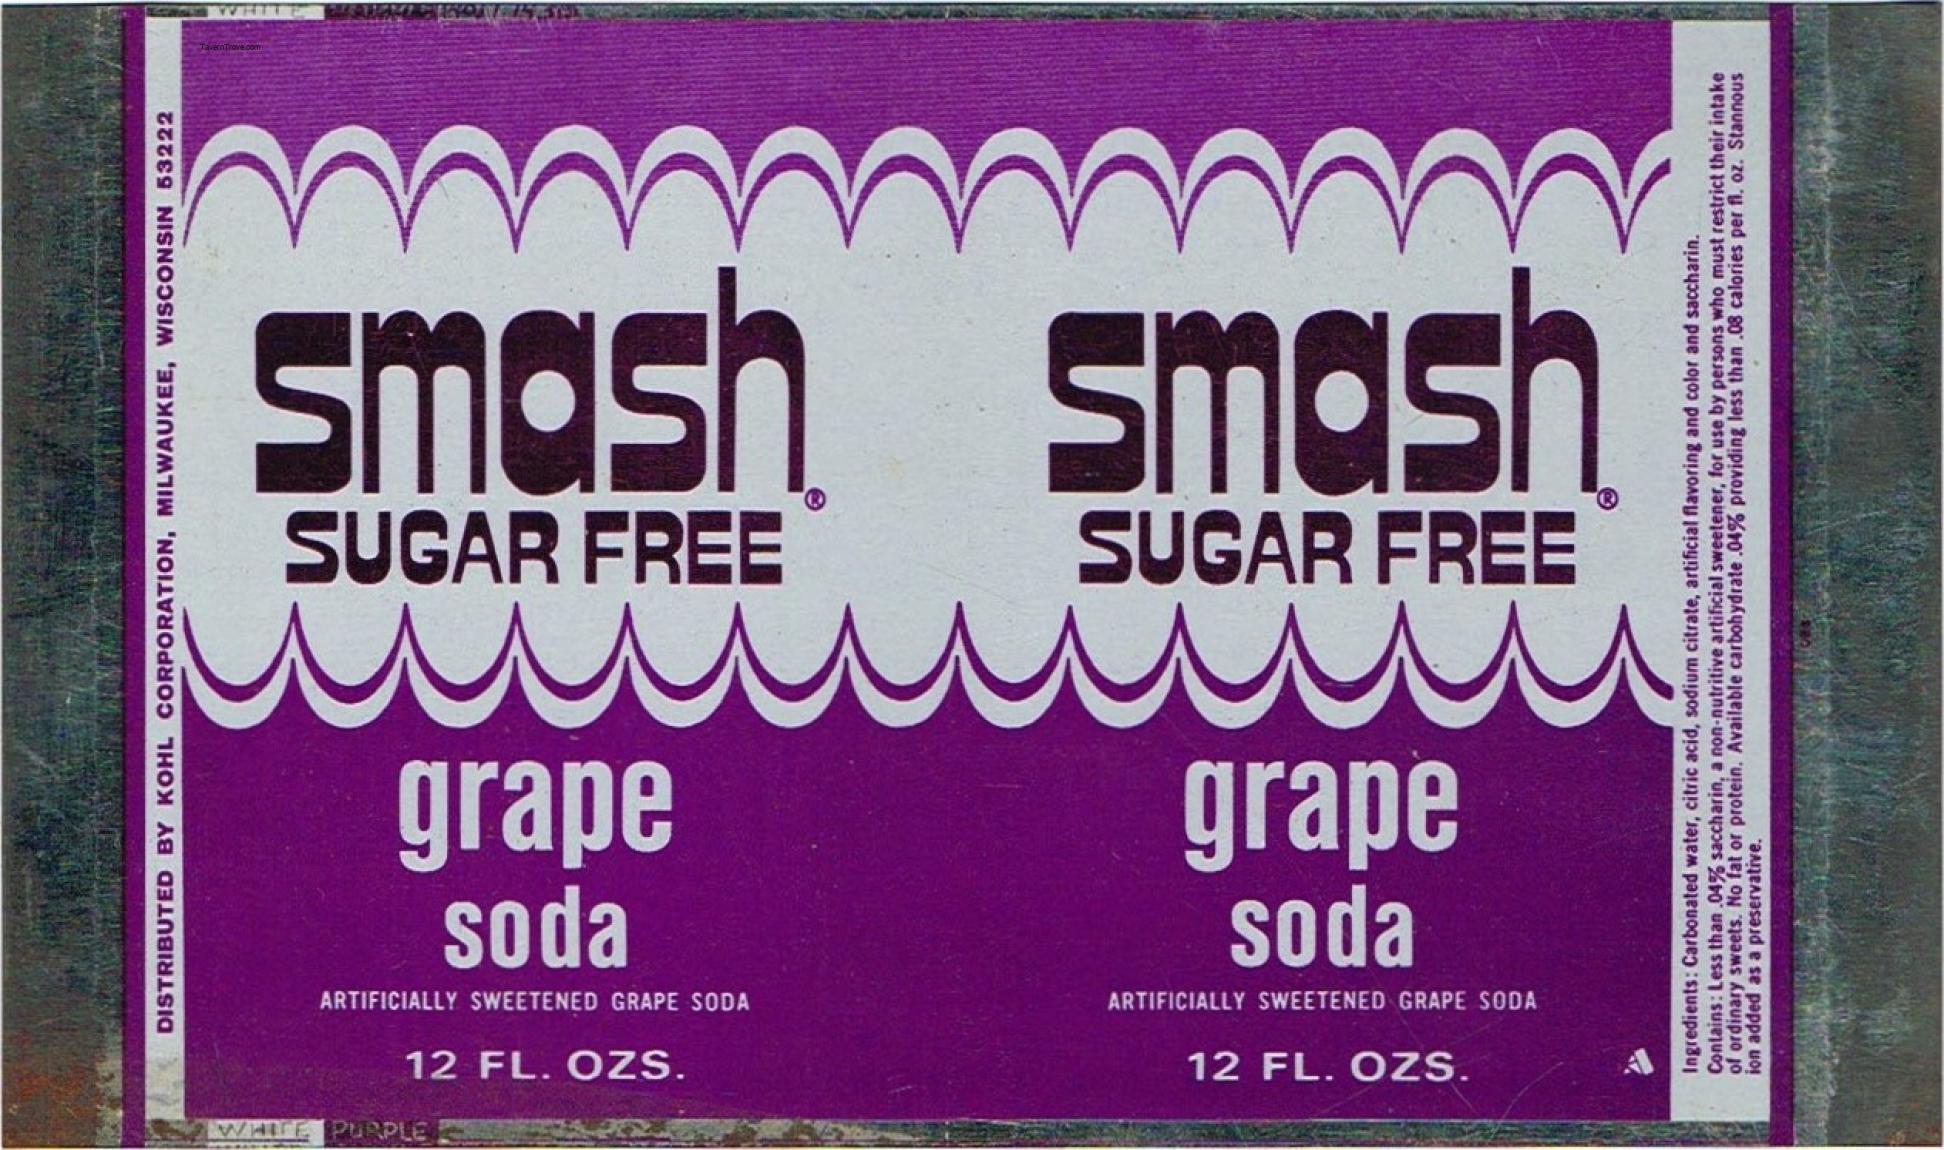 WHITE
TavernTrove.com
DISTRIBUTED BY KOHL CORPORATION, MILWAUKEE, WISCONSIN 53222
smash®
SUGAR FREE
grape
soda
ARTIFICIALLY SWEETENED GRAPE SODA
12 FL. OZS.
smash®
SUGAR FREE
grape
soda
ARTIFICIALLY SWEETENED GRAPE SODA
12 FL. OZS.
Ingredients: Carbonated water, citric acid, sodium citrate, artificial flavoring and color and saccharin.
Contains: Less than .04% saccharin, a non-nutritive artificial sweetener, for use by persons who must restrict their intake
of ordinary sweets. No fat or protein. Available carbohydrate .04% providing less than .08 calories per fl. oz. Stannous
ion added as a preservative.
WHITE PURPLE